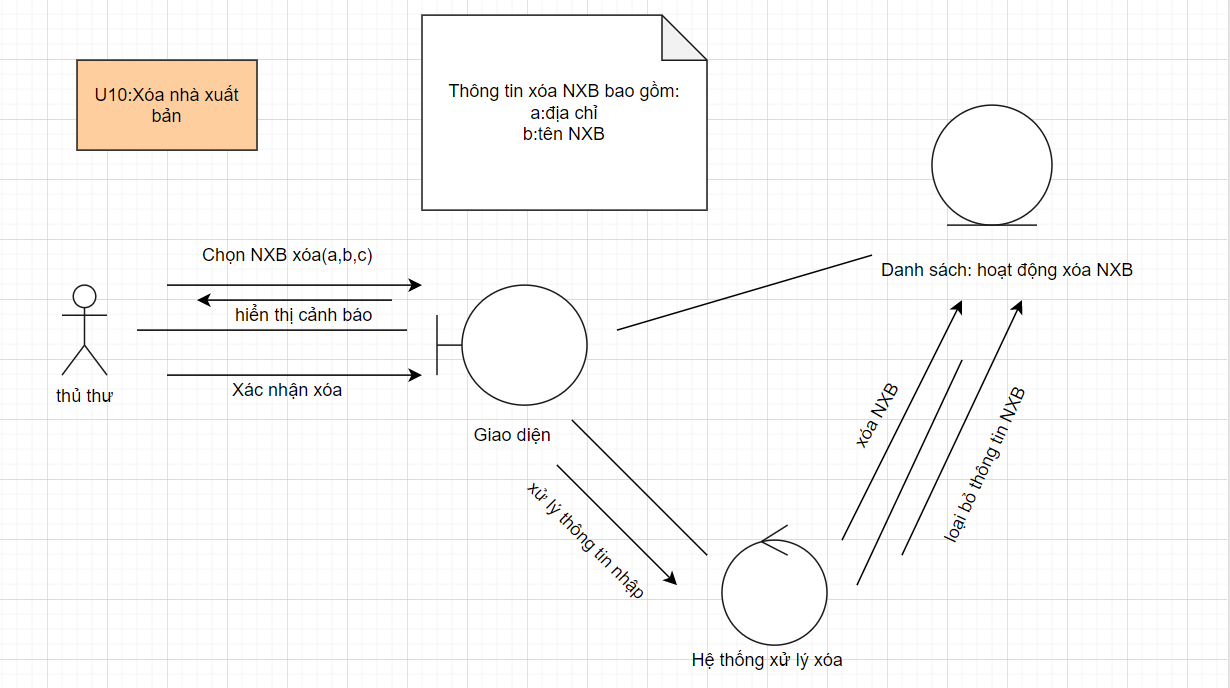 U10:Xóa nhà xuất
bản
Thông tin xóa NXB bao gồm:
a:địa chỉ
b:tên NXB
Chọn NXB xóa(a,b,c)
hiển thị cảnh báo
Xác nhận xóa
thủ thư
Giao diện
Danh sách: hoạt động xóa NXB
xóa NXB
loại bỏ thông tin NXB
xử lý thông tin nhập
Hệ thống xử lý xóa